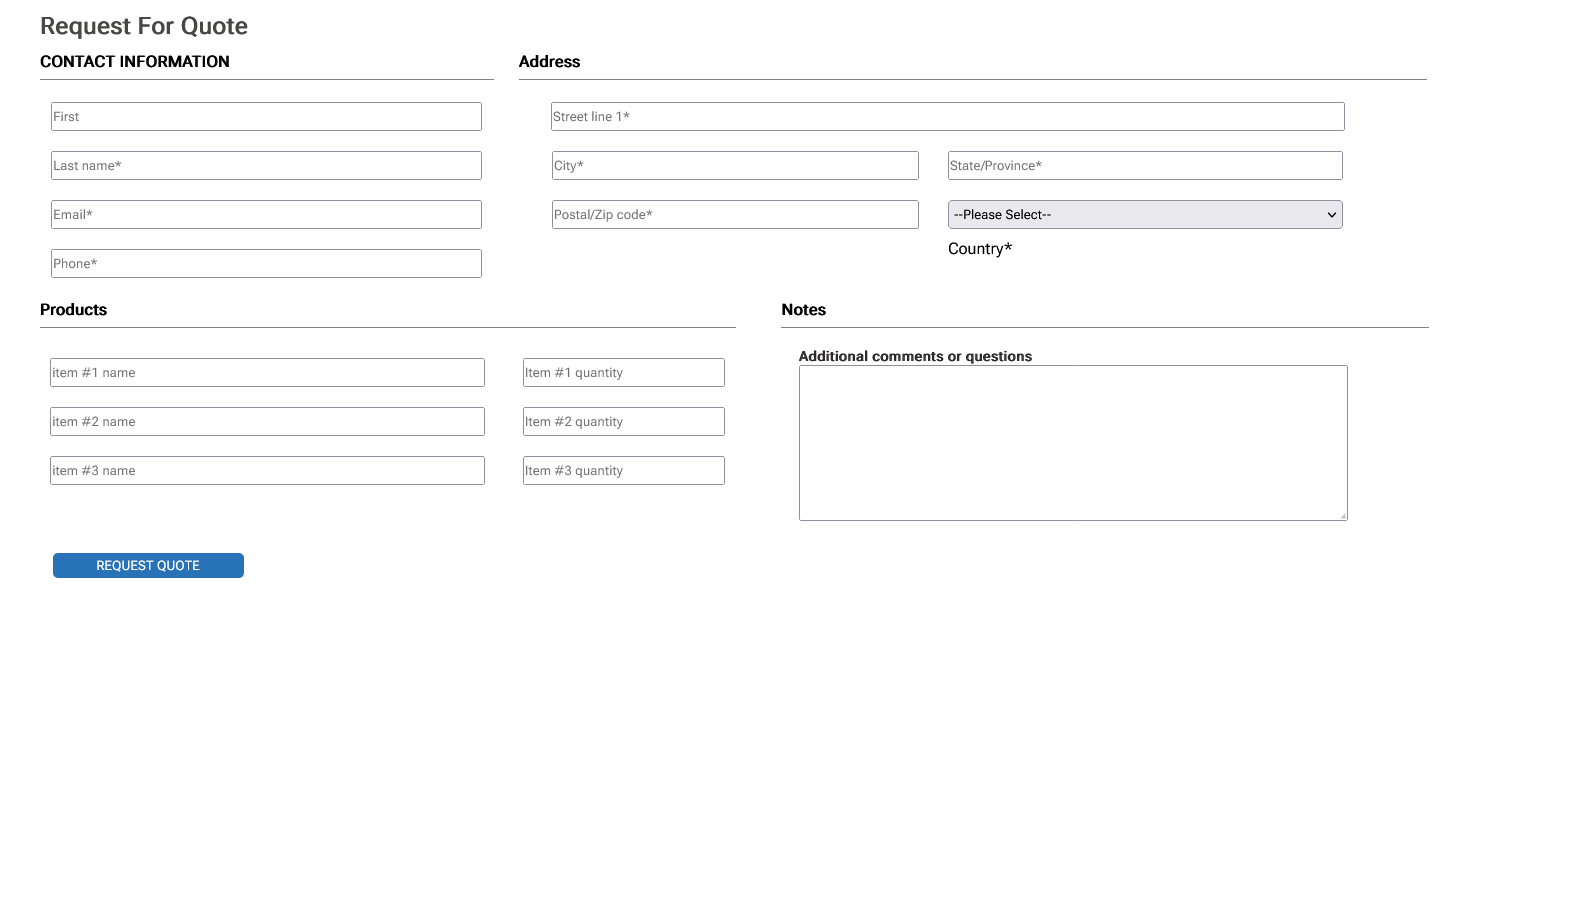 Request For Quote
CONTACT INFORMATION
First
Last name*
Email*
Phone*
Address
Street line 1*
City*
State/Province*
Postal/Zip code*
--Please Select--
Country*
Products
item #1 name
Item #1 quantity
item #2 name
Item #2 quantity
item #3 name
Item #3 quantity
Notes
Additional comments or questions
REQUEST QUOTE